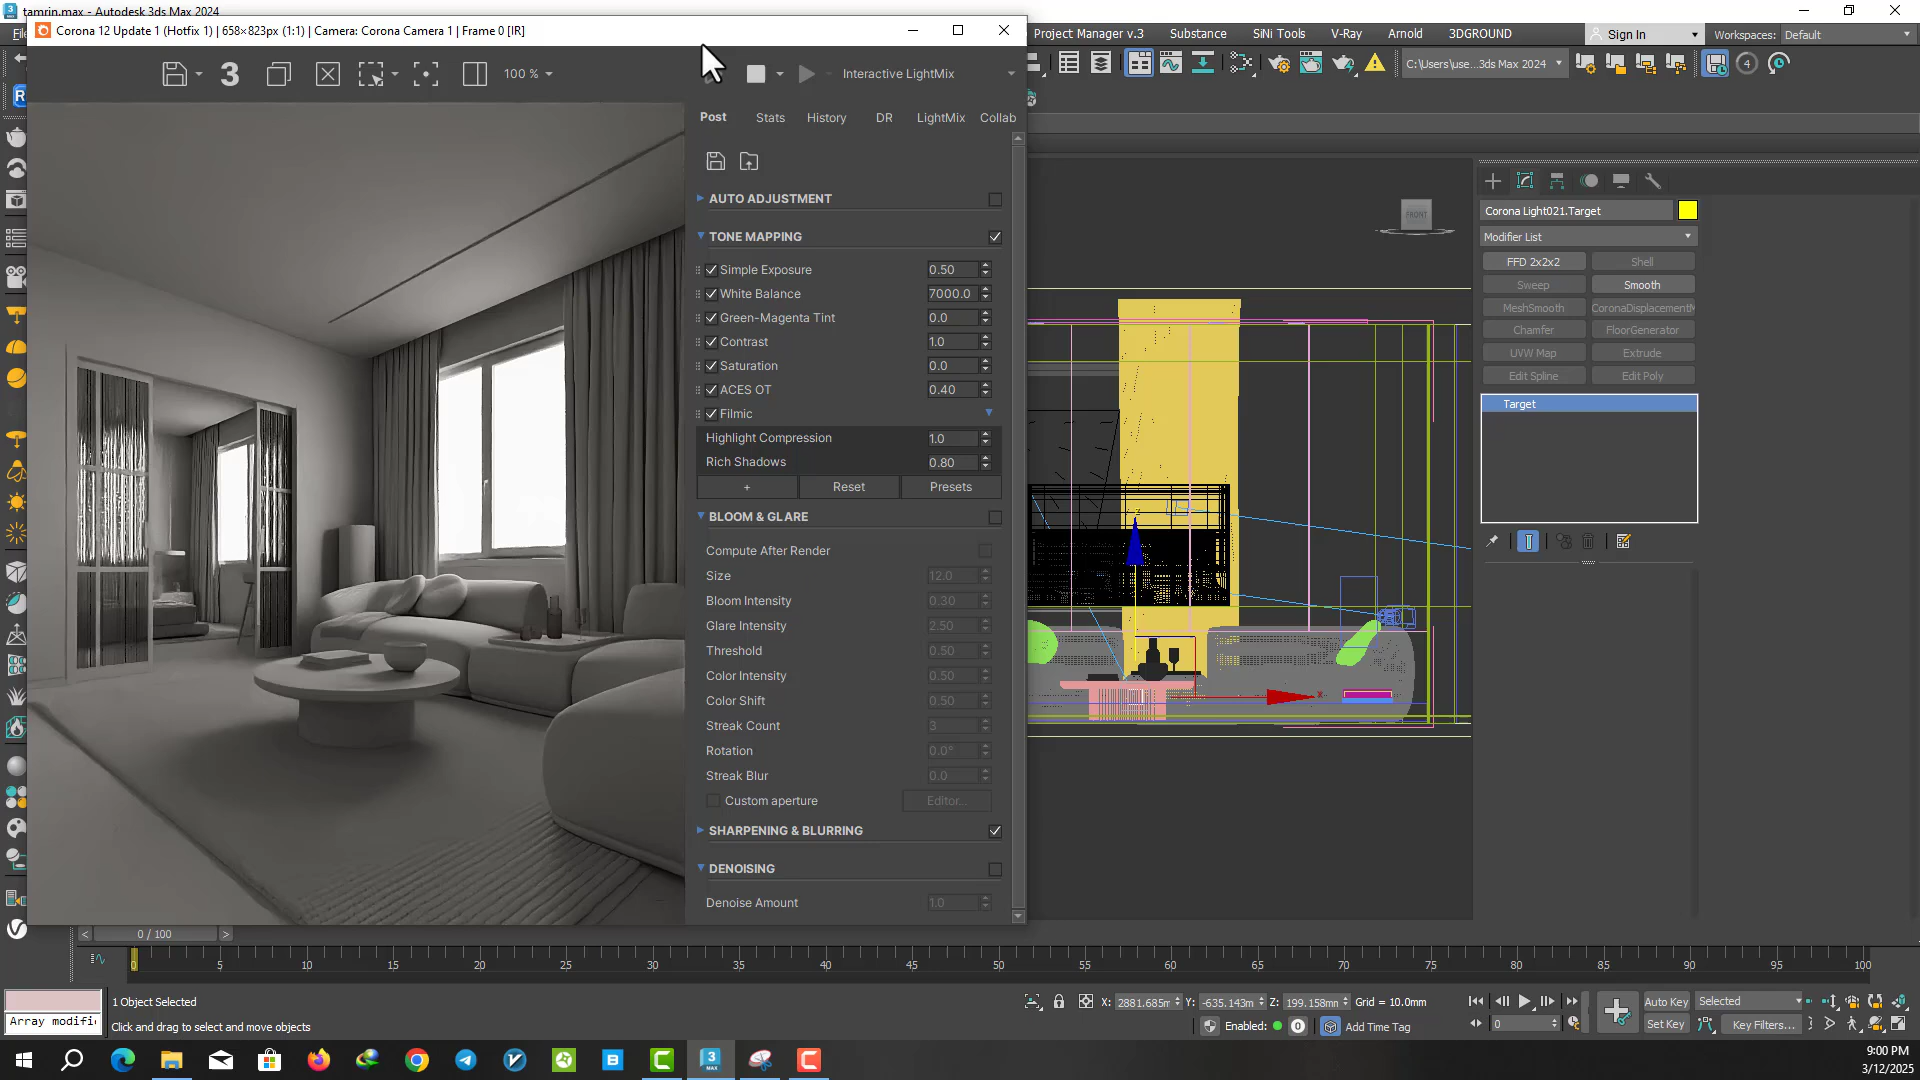 tamrin.max - Autodesk 3ds Max 2024
Corona 12 Update 1 (Hotfix 1) | 658×823px (1:1) | Camera: Corona Camera 1 | Frame 0 [IR]
Project Manager v.3
Substance
SiNi Tools
V-Ray
Arnold
3DGROUND
Sign In
Workspaces: Default
3
100 %
Interactive LightMix
C:\Users\use...3ds Max 2024
4
Post
Stats
History
DR
LightMix
Collab
AUTO ADJUSTMENT
TONE MAPPING
Simple Exposure 0.50
White Balance 7000.0
Green-Magenta Tint 0.0
Contrast 1.0
Saturation 0.0
ACES OT 0.40
Filmic
Highlight Compression 1.0
Rich Shadows 0.80
+ Reset Presets
BLOOM & GLARE
Compute After Render
Size 12.0
Bloom Intensity 0.30
Glare Intensity 2.50
Threshold 0.50
Color Intensity 0.50
Color Shift 0.50
Streak Count 3
Rotation 0.0°
Streak Blur 0.0
Custom aperture Editor...
SHARPENING & BLURRING
DENOISING
Denoise Amount 1.0
FRONT
Corona Light021.Target
Modifier List
FFD 2x2x2 Shell
Sweep Smooth
MeshSmooth CoronaDisplacementM
Chamfer FloorGenerator
UVW Map Extrude
Edit Spline Edit Poly
Target
< 0 / 100 >
0 5 10 15 20 25 30 35 40 45 50 55 60 65 70 75 80 85 90 95 100
1 Object Selected
X: 2881.685m Y: -635.143m Z: 199.158mm Grid = 10.0mm
Auto Key Selected
Array modifi
Click and drag to select and move objects
Enabled: 0 Add Time Tag
0
Set Key Key Filters...
9:00 PM
3/12/2025